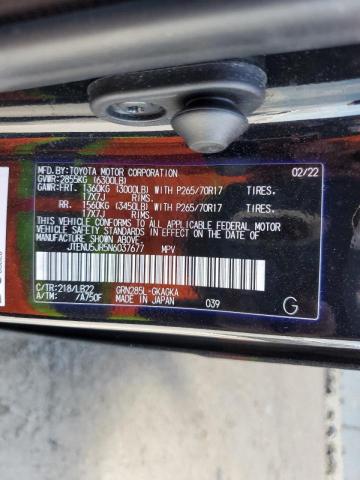 MFD.BY:TOYOTA MOTOR CORPORATION 02/22
GVWR:2855KG (6300LB)
GAWR:FRT. 1360KG (3000LB) WITH P265/70R17 TIRES.
17X7J RIMS.
RR. 1560KG (3450LB) WITH P265/70R17 TIRES.
17X7J RIMS.
THIS VEHICLE CONFORMS TO ALL APPLICABLE FEDERAL MOTOR
VEHICLE SAFETY STANDARDS IN EFFECT ON THE DATE OF
MANUFACTURE SHOWN ABOVE.
JTENU5JR5N6037677 MPV
C/TR:218/LB22 GRN285L-GKAGKA
A/TM: /A750F MADE IN JAPAN 039 G